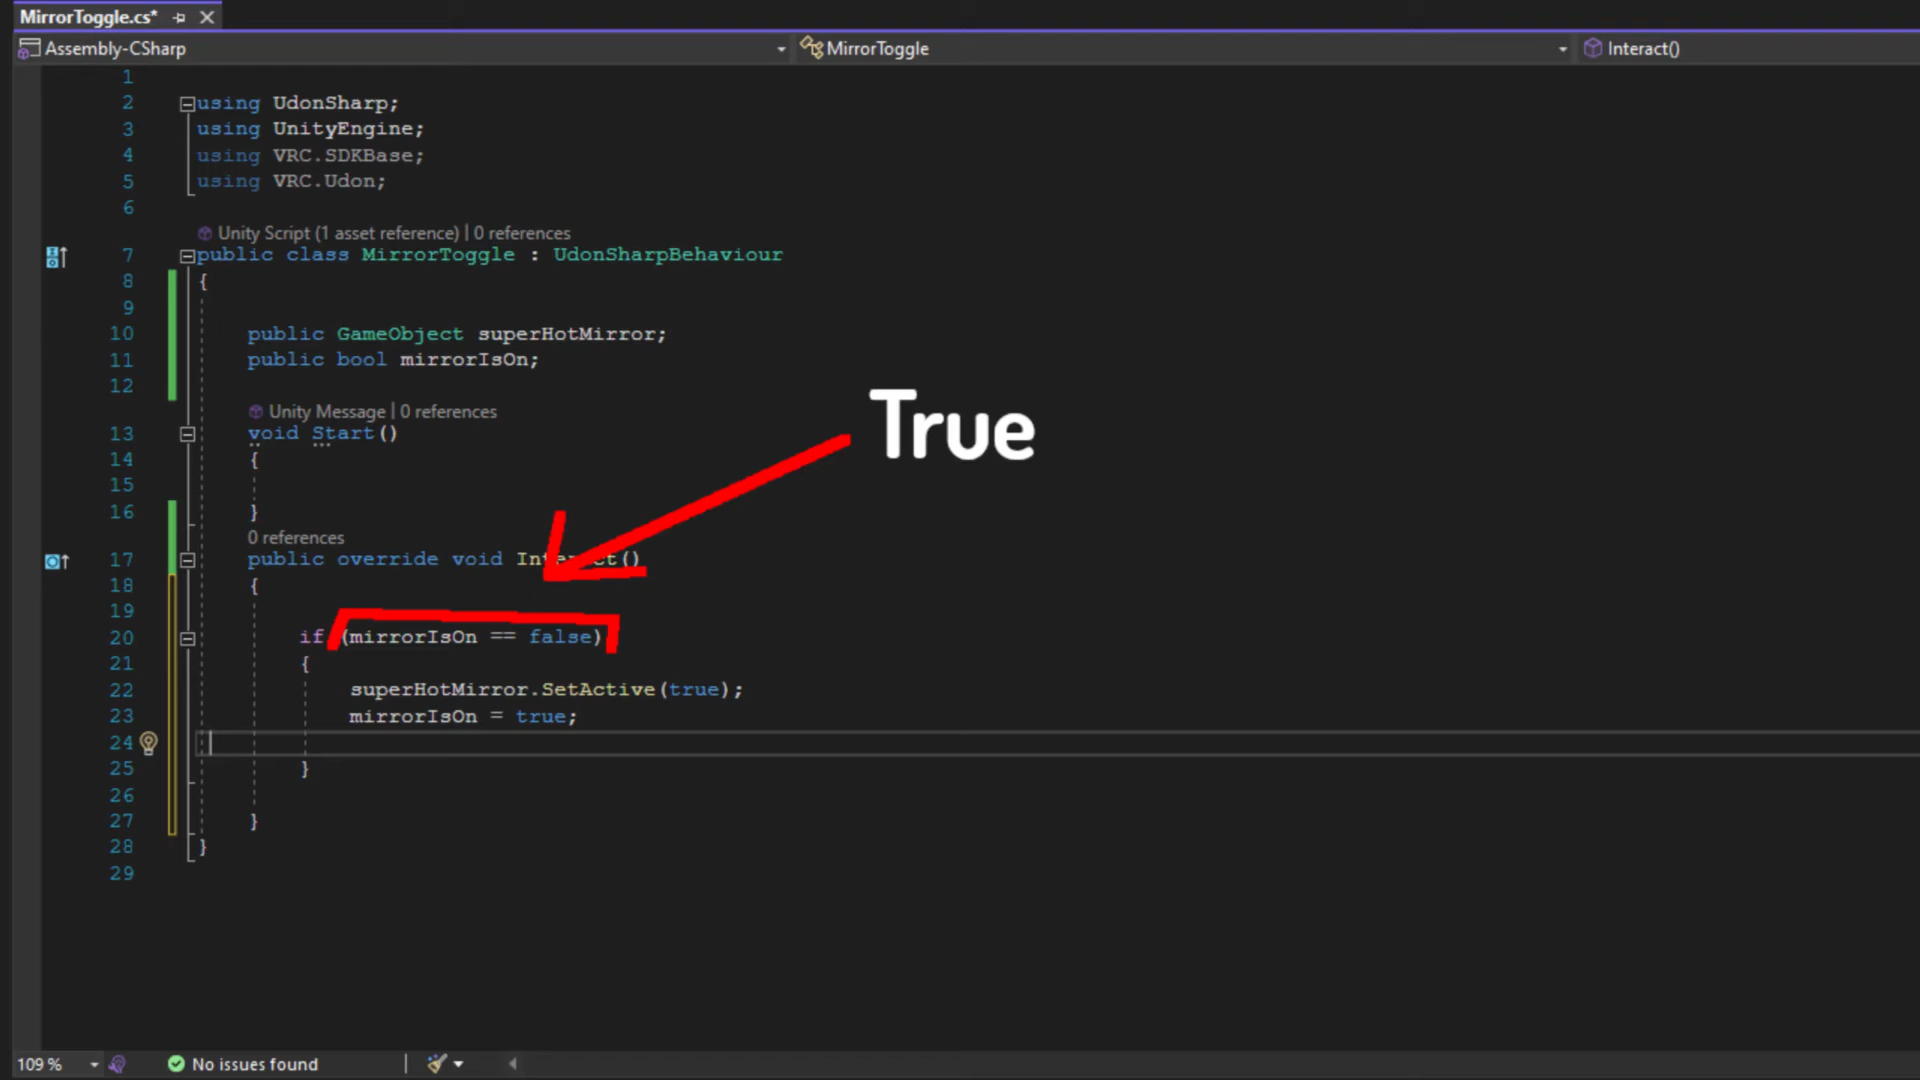 MirrorToggle.cs*
Assembly-CSharp
MirrorToggle
Interact()
1
2 using UdonSharp;
3 using UnityEngine;
4 using VRC.SDKBase;
5 using VRC.Udon;
6
Unity Script (1 asset reference) | 0 references
7 public class MirrorToggle : UdonSharpBehaviour
8 {
9
10 public GameObject superHotMirror;
11 public bool mirrorIsOn;
12
True
Unity Message | 0 references
13 void Start()
14 {
15
16 }
0 references
17 public override void Interact()
18 {
19
20 if (mirrorIsOn == false)
21 {
22 superHotMirror.SetActive(true);
23 mirrorIsOn = true;
24
25 }
26
27 }
28 }
29
109 %
No issues found